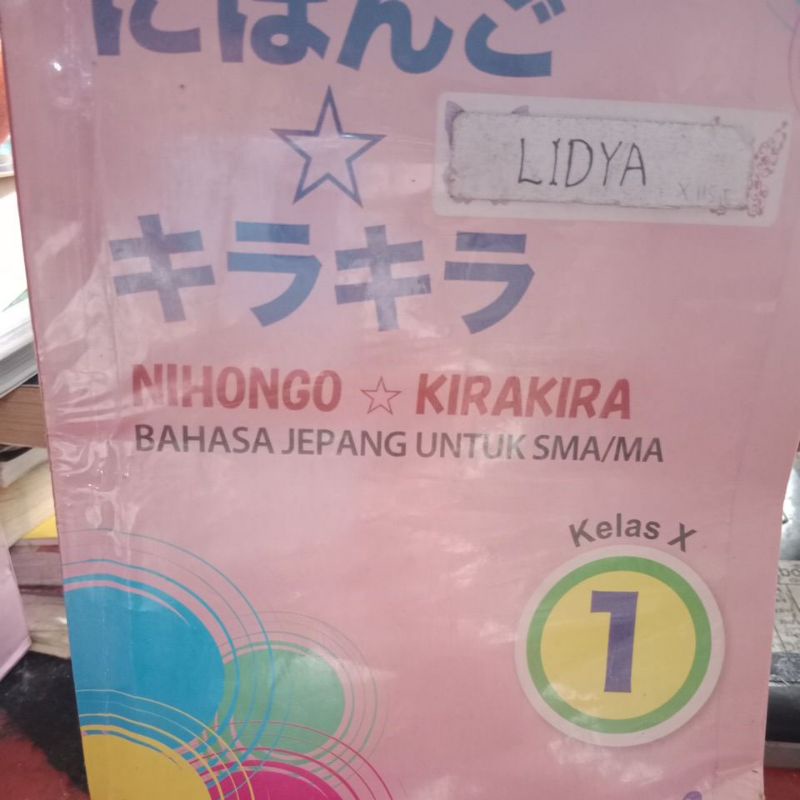 にほんご
LIDYA
☆
キラキラ
NIHONGO ☆ KIRAKIRA
BAHASA JEPANG UNTUK SMA/MA
Kelas X
1